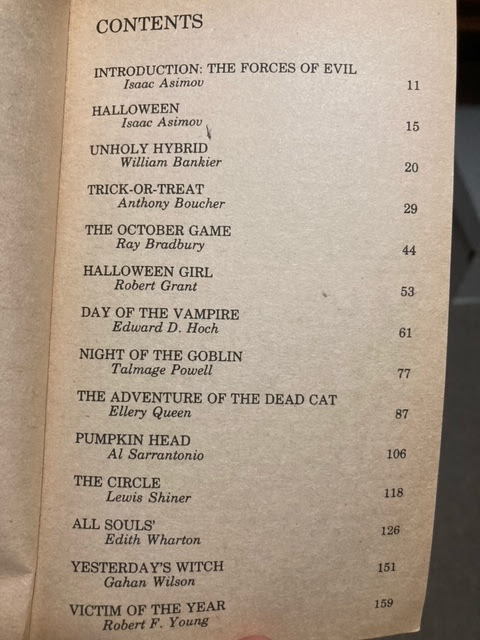 CONTENTS
INTRODUCTION: THE FORCES OF EVIL
Isaac Asimov 11
HALLOWEEN
Isaac Asimov 15
UNHOLY HYBRID
William Bankier 20
TRICK-OR-TREAT
Anthony Boucher 29
THE OCTOBER GAME
Ray Bradbury 44
HALLOWEEN GIRL
Robert Grant 53
DAY OF THE VAMPIRE
Edward D. Hoch 61
NIGHT OF THE GOBLIN
Talmage Powell 77
THE ADVENTURE OF THE DEAD CAT
Ellery Queen 87
PUMPKIN HEAD
Al Sarrantonio 106
THE CIRCLE
Lewis Shiner 118
ALL SOULS'
Edith Wharton 126
YESTERDAY'S WITCH
Gahan Wilson 151
VICTIM OF THE YEAR
Robert F. Young 159